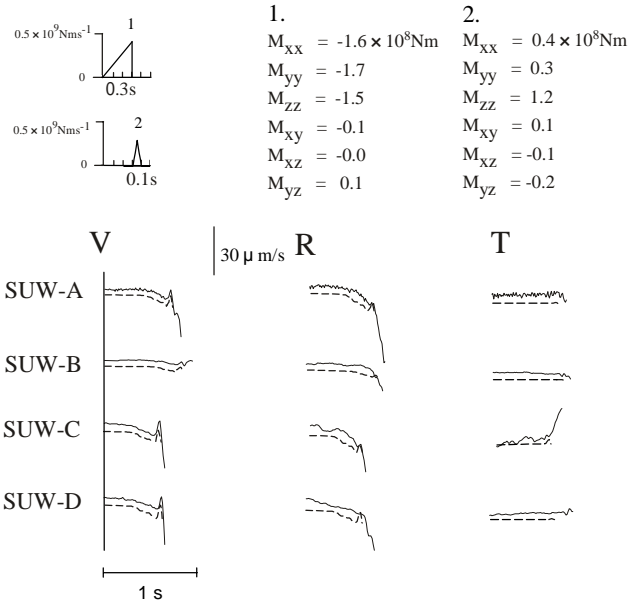 1.
2.
0.5 × 10⁹Nms⁻¹
1
0
0.3s
0.5 × 10⁹Nms⁻¹
2
0
0.1s
Mxx = -1.6 × 10⁸Nm
Myy = -1.7
Mzz = -1.5
Mxy = -0.1
Mxz = -0.0
Myz = 0.1
Mxx = 0.4 × 10⁸Nm
Myy = 0.3
Mzz = 1.2
Mxy = 0.1
Mxz = -0.1
Myz = -0.2
V
30 μ m/s
R
T
SUW-A
SUW-B
SUW-C
SUW-D
1 s